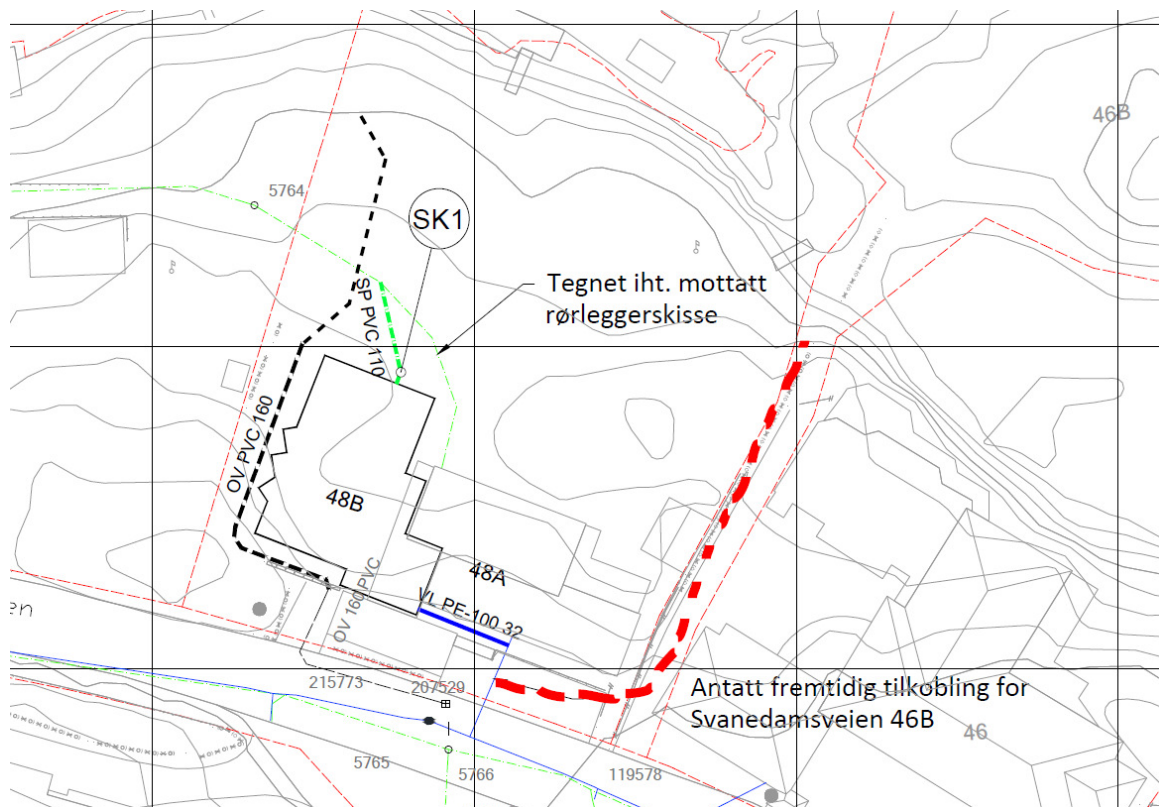 46B
5764
SK1
Tegnet iht. mottatt
rørleggerskisse
SP PVC 110
OV PVC 160
48B
48A
OV 160 PVC
VL PE-100 32
en
215773
207529
Antatt fremtidig tilkobling for
Svanedamsveien 46B
46
5765
5766
119578